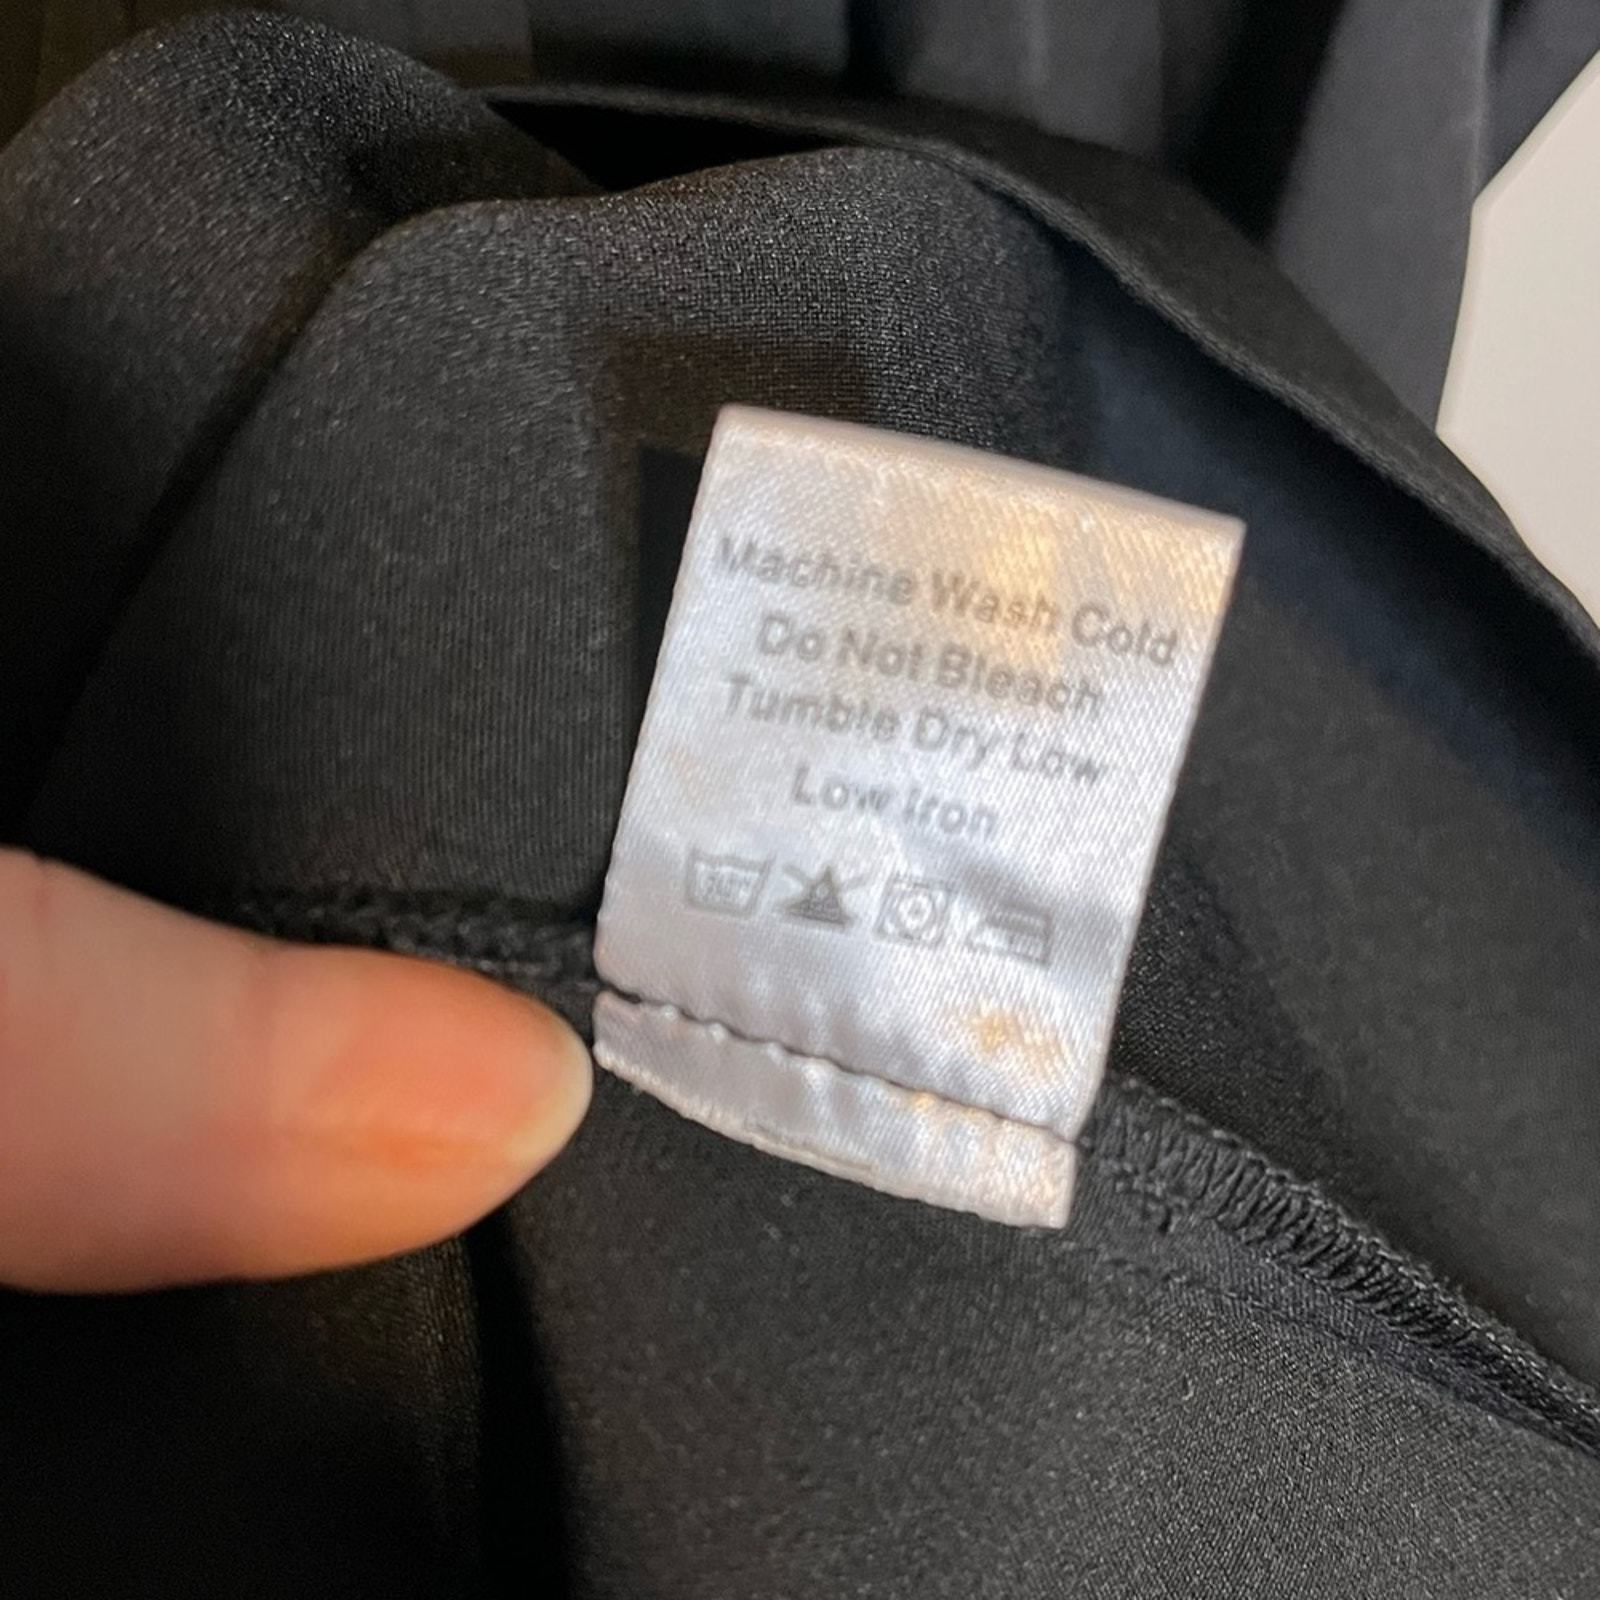 Machine Wash Cold
Do Not Bleach
Tumble Dry Low
Low Iron